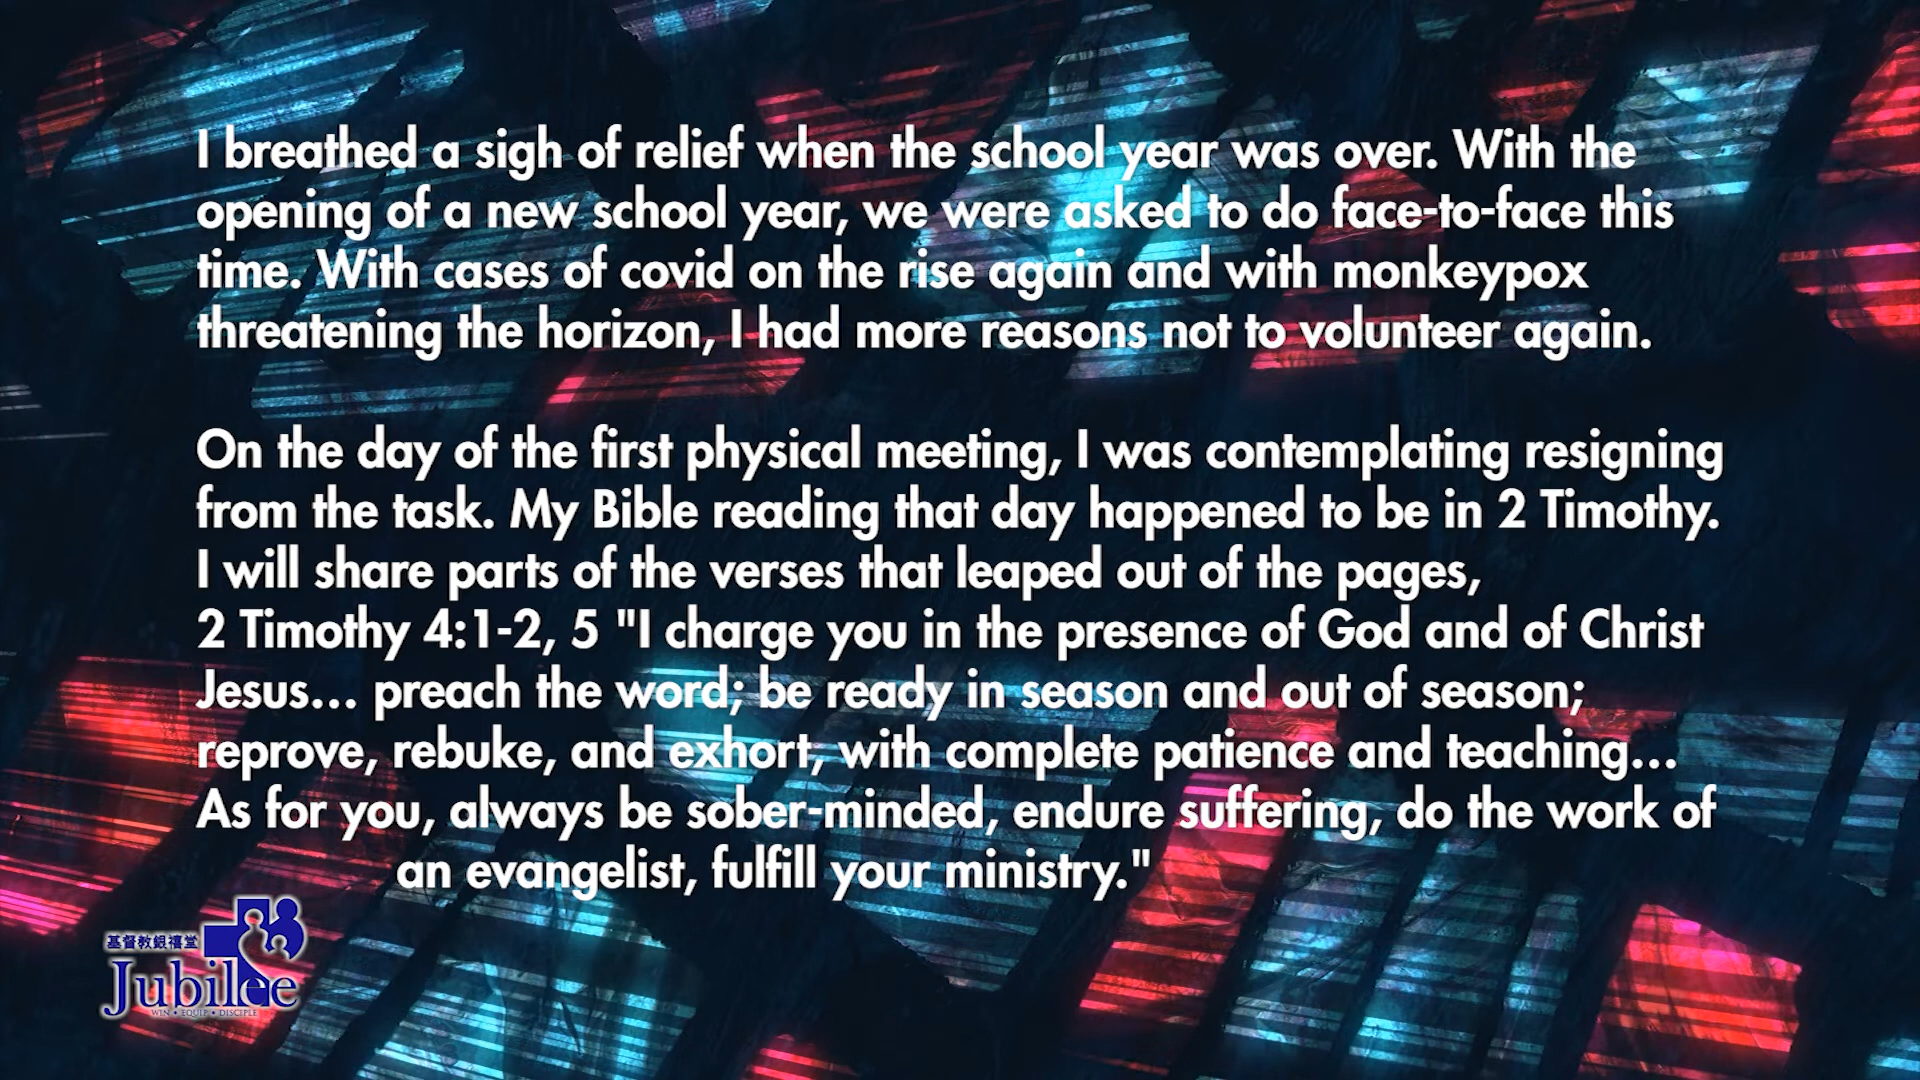 I breathed a sigh of relief when the school year was over. With the
opening of a new school year, we were asked to do face-to-face this
time. With cases of covid on the rise again and with monkeypox
threatening the horizon, I had more reasons not to volunteer again.
On the day of the first physical meeting, I was contemplating resigning
from the task. My Bible reading that day happened to be in 2 Timothy.
I will share parts of the verses that leaped out of the pages,
2 Timothy 4:1-2, 5 "I charge you in the presence of God and of Christ
Jesus... preach the word; be ready in season and out of season;
reprove, rebuke, and exhort, with complete patience and teaching...
As for you, always be sober-minded, endure suffering, do the work of
an evangelist, fulfill your ministry."
基督教銀禧堂
Jubilee
WIN • EQUIP • DISCIPLE